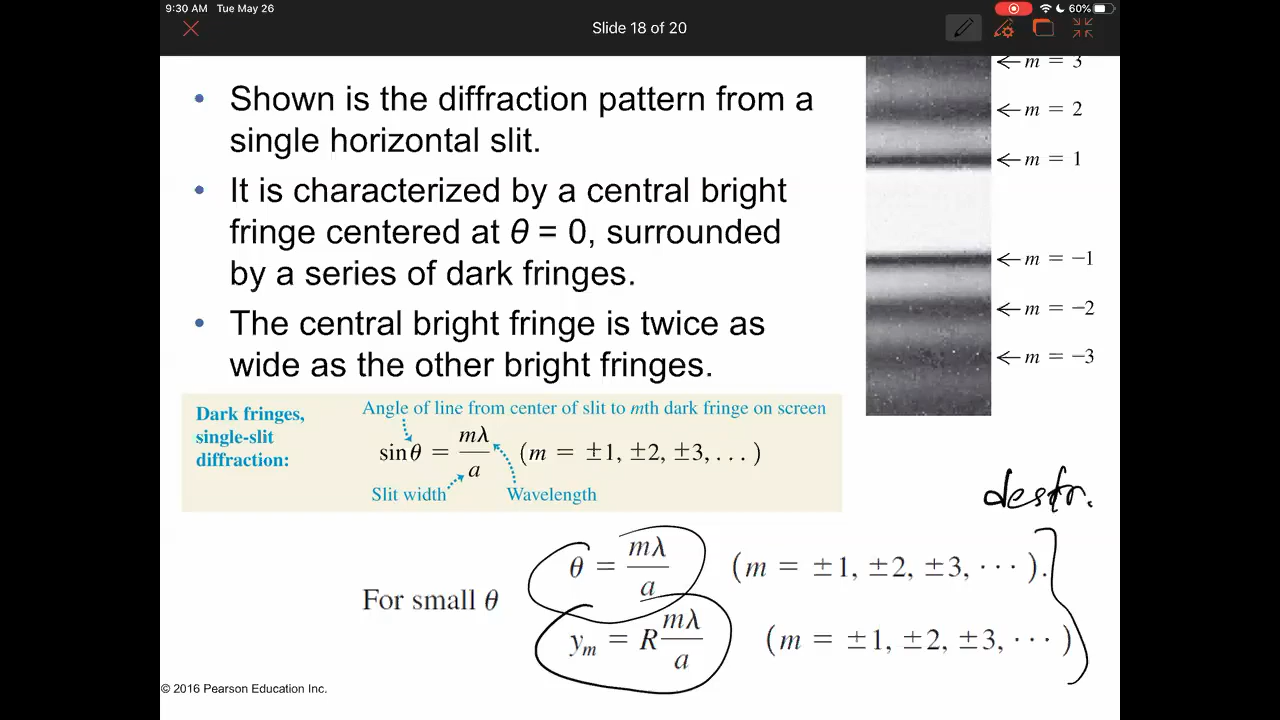 9:30 AM Tue May 26
60%
Slide 18 of 20
• Shown is the diffraction pattern from a
single horizontal slit.
• It is characterized by a central bright
fringe centered at θ = 0, surrounded
by a series of dark fringes.
• The central bright fringe is twice as
wide as the other bright fringes.
m = 3
m = 2
m = 1
m = −1
m = −2
m = −3
Dark fringes,
single-slit
diffraction:
Angle of line from center of slit to mth dark fringe on screen
sinθ = mλ/a (m = ±1, ±2, ±3, . . . )
Slit width
Wavelength
destr.
For small θ
θ = mλ/a (m = ±1, ±2, ±3, ···).
yₘ = R mλ/a (m = ±1, ±2, ±3, ···)
© 2016 Pearson Education Inc.